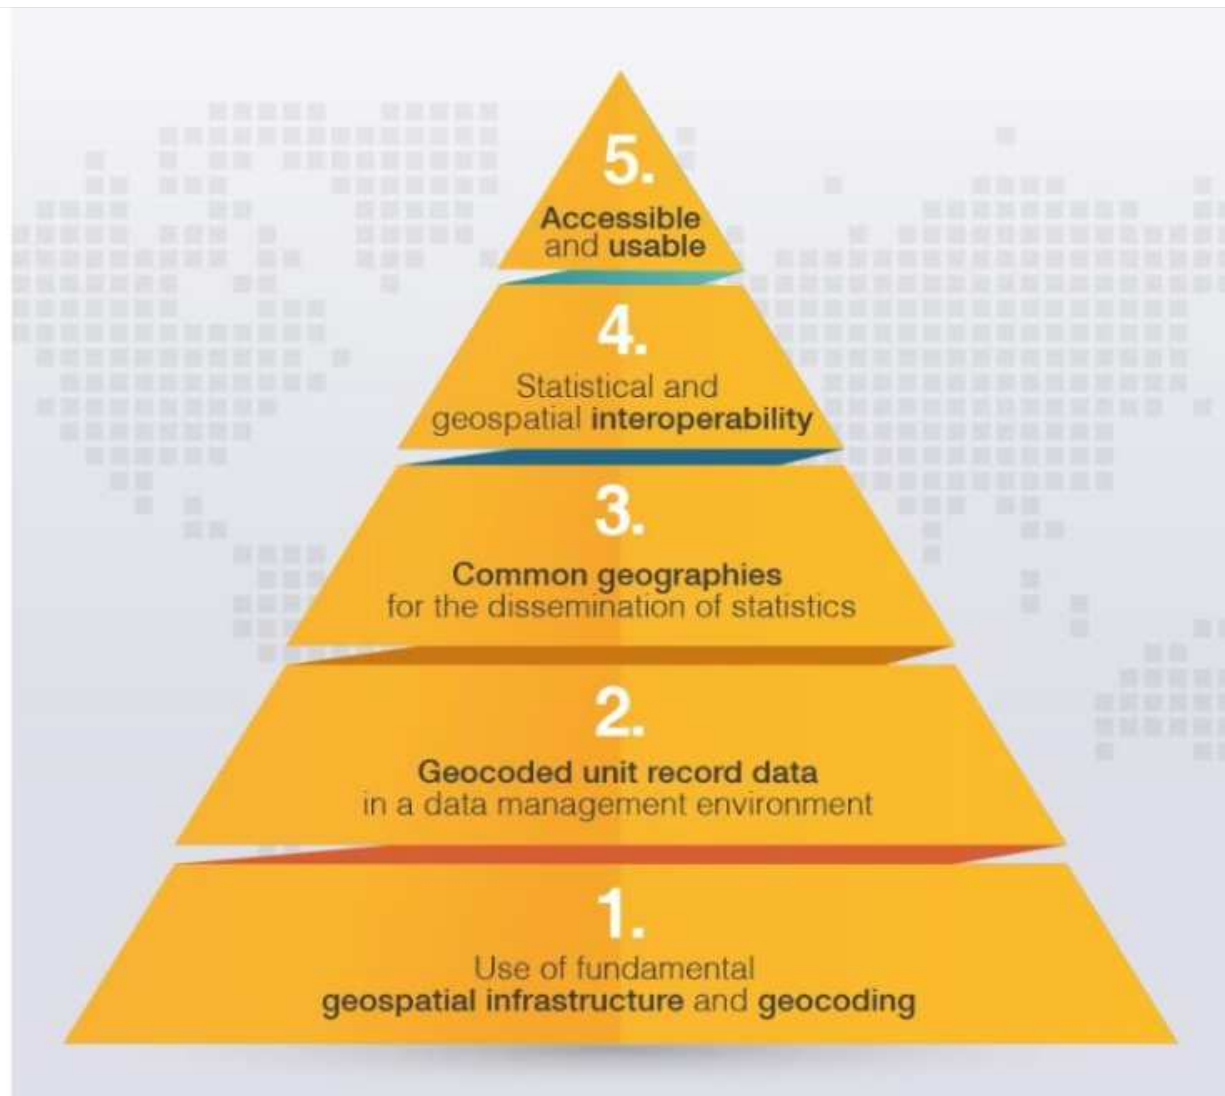 5.
Accessible
and usable
4.
Statistical and
geospatial interoperability
3.
Common geographies
for the dissemination of statistics
2.
Geocoded unit record data
in a data management environment
1.
Use of fundamental
geospatial infrastructure and geocoding